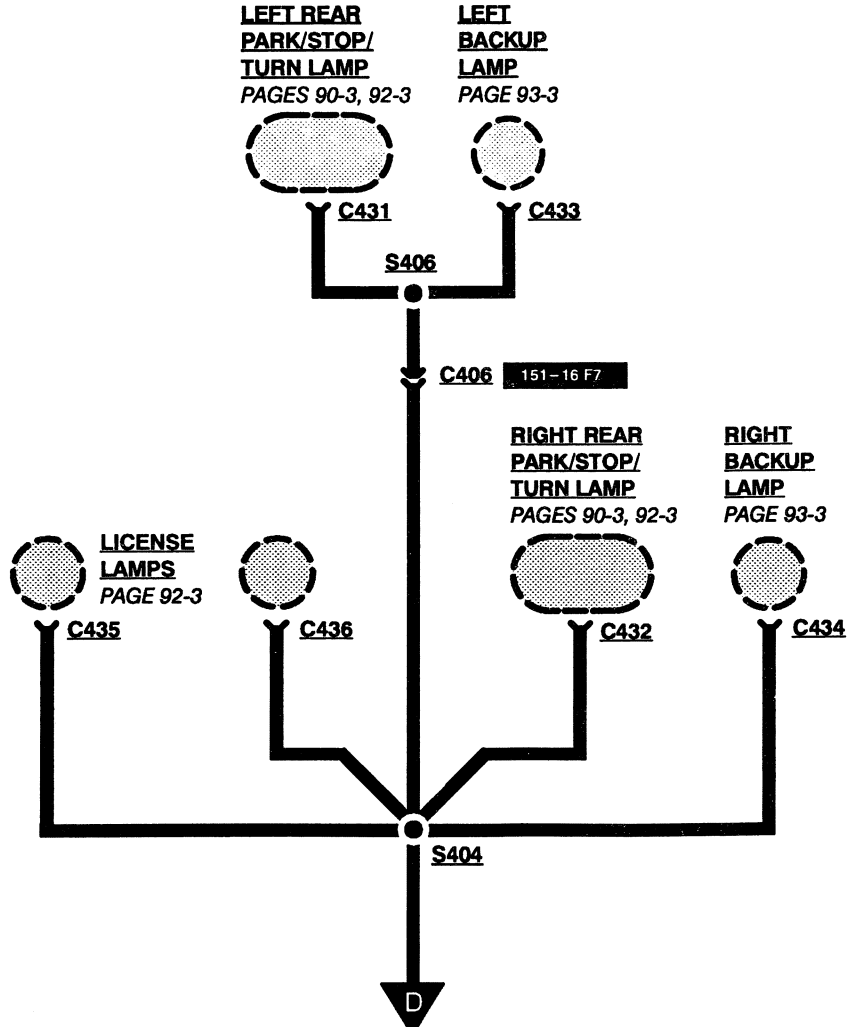 LEFT REAR
PARK/STOP/
TURN LAMP
PAGES 90-3, 92-3
LEFT
BACKUP
LAMP
PAGE 93-3
C431
C433
S406
C406
151-16 F7
RIGHT REAR
PARK/STOP/
TURN LAMP
PAGES 90-3, 92-3
RIGHT
BACKUP
LAMP
PAGE 93-3
LICENSE
LAMPS
PAGE 92-3
C435
C436
C432
C434
S404
D